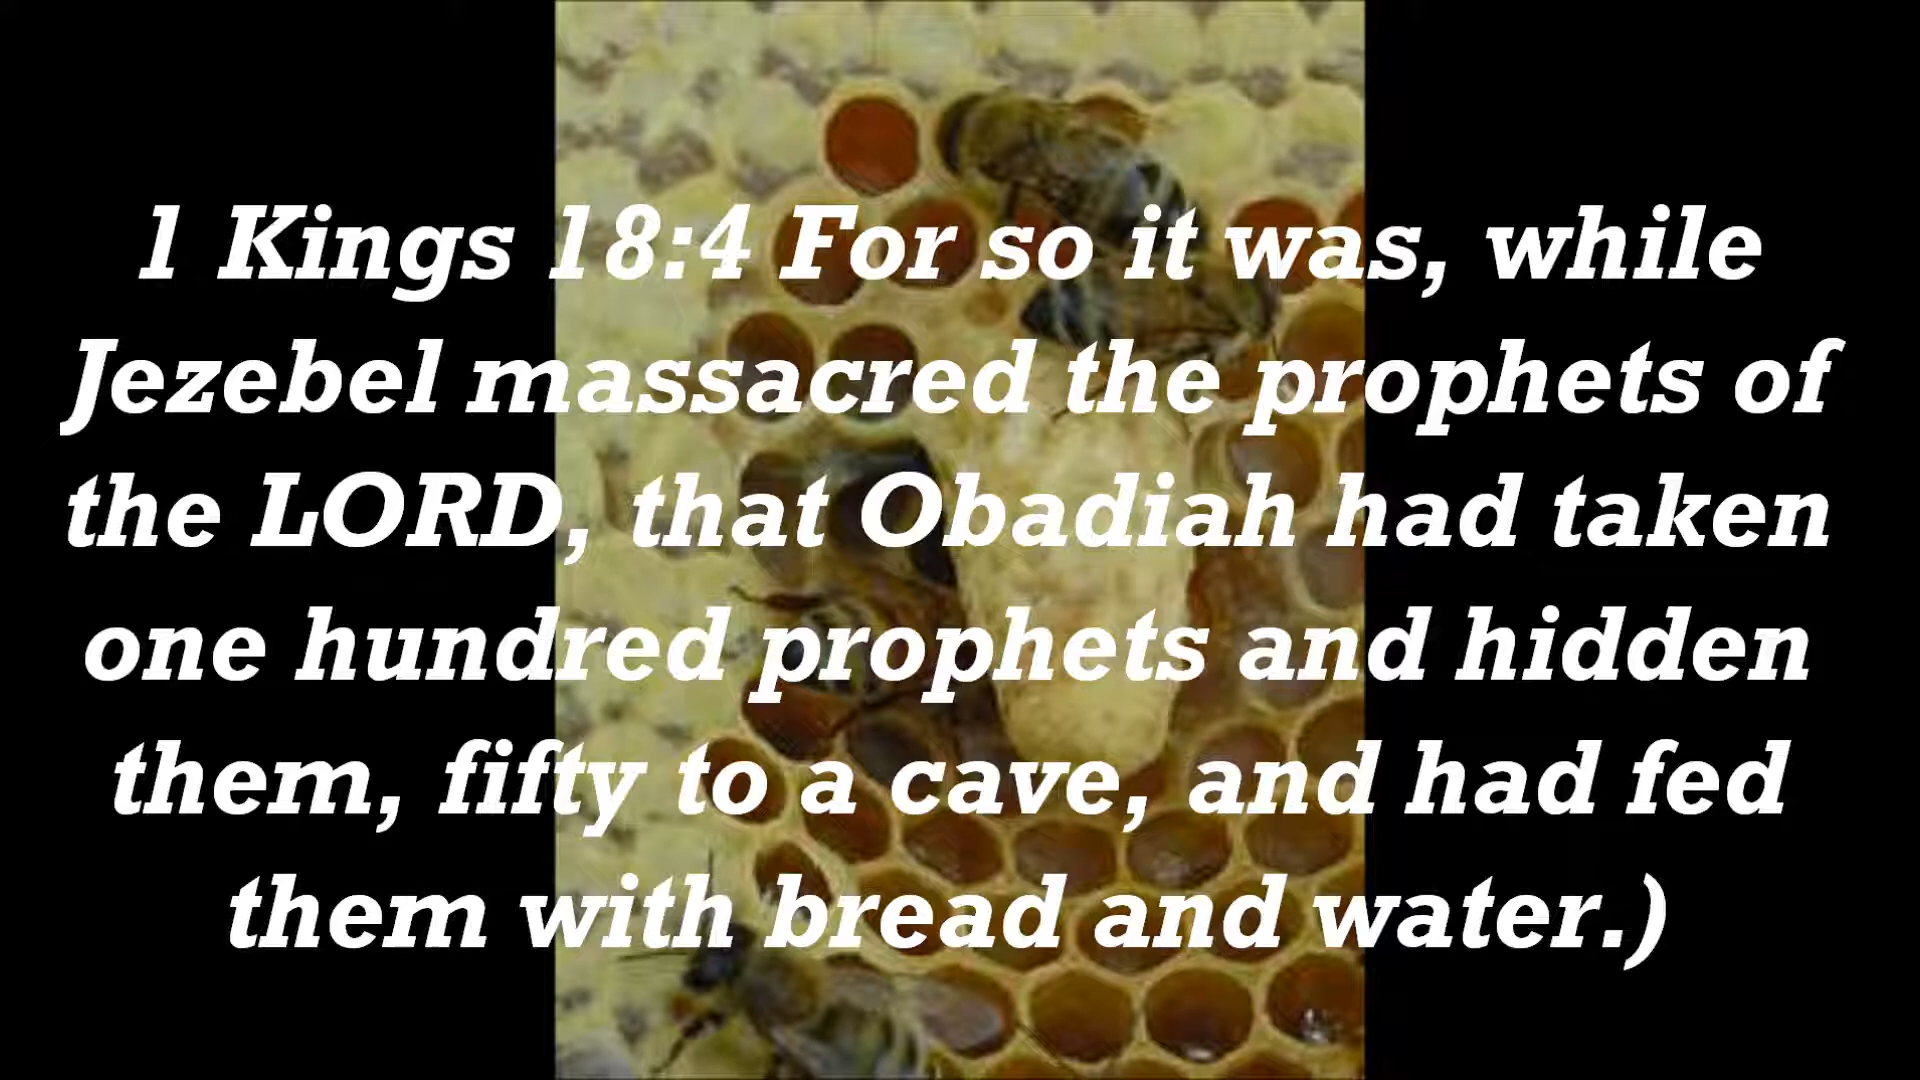 1 Kings 18:4 For so it was, while
Jezebel massacred the prophets of
the LORD, that Obadiah had taken
one hundred prophets and hidden
them, fifty to a cave, and had fed
them with bread and water.)